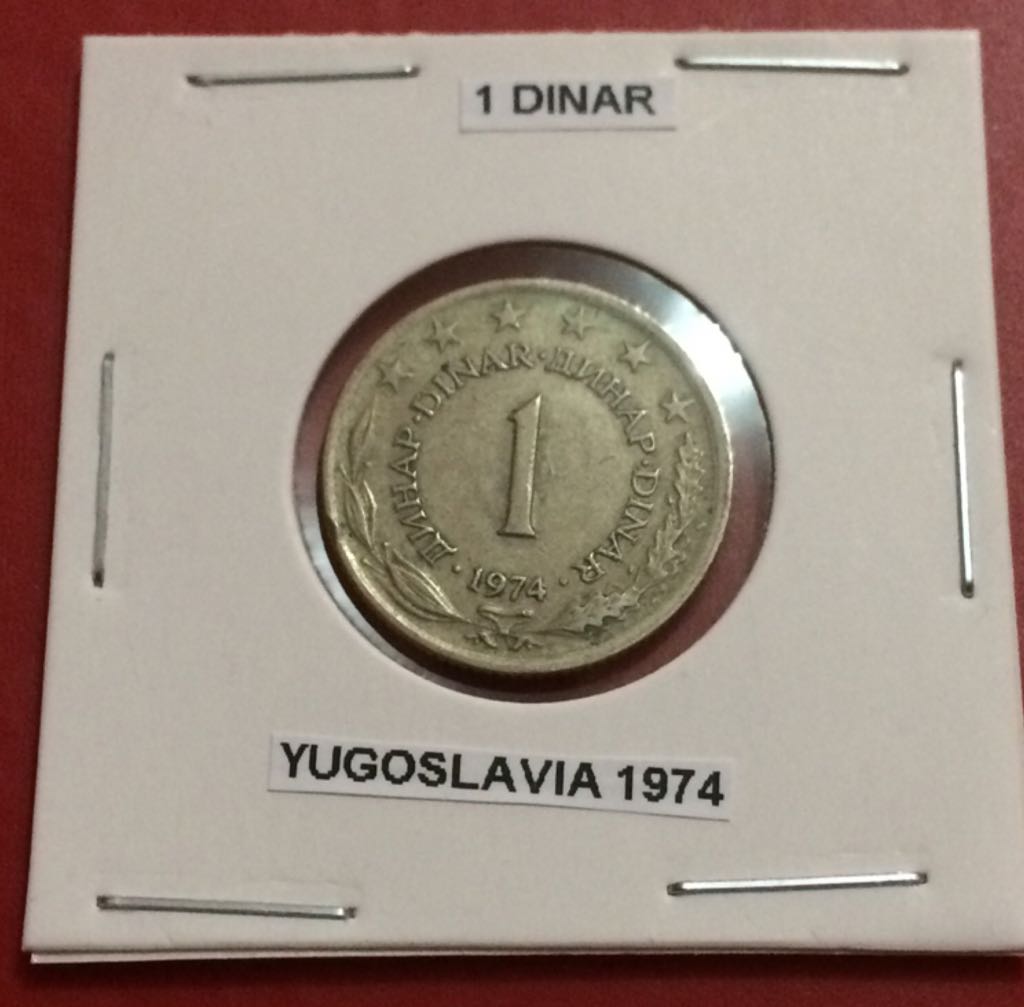 1 DINAR
ДИНАР · DINAR · ДИНАР · DINAR
1
· 1974 ·
YUGOSLAVIA 1974